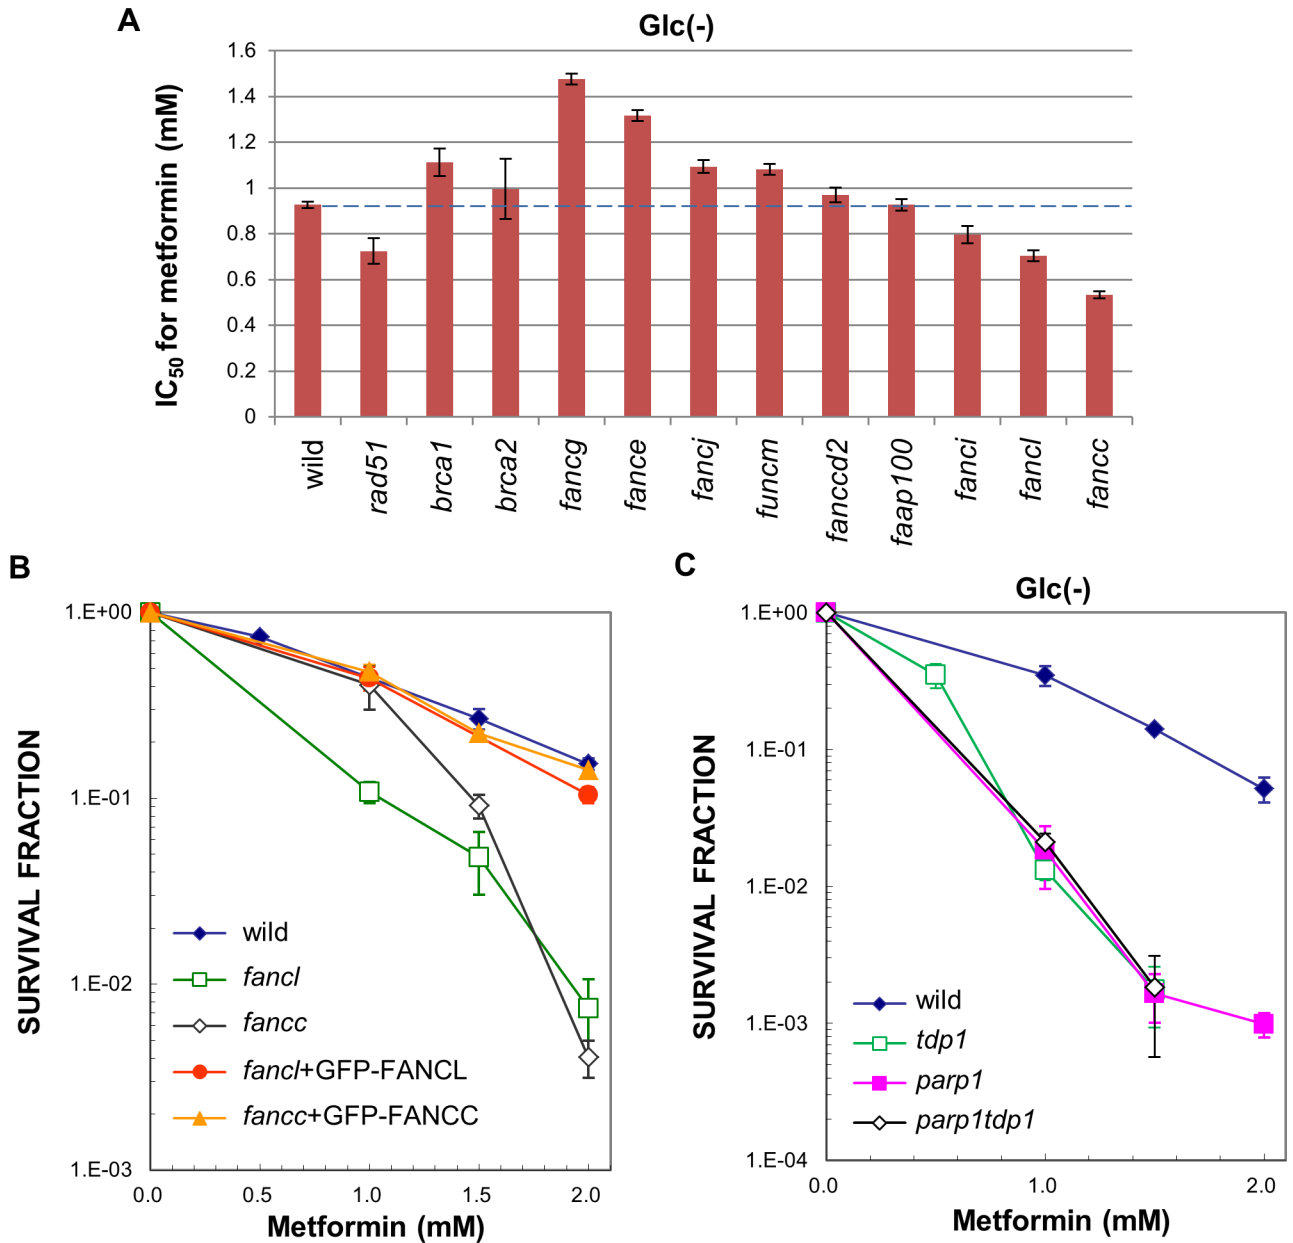 A
Glc(-)
IC50 for metformin (mM)
1.6
1.4
1.2
1
0.8
0.6
0.4
0.2
0
wild
rad51
brca1
brca2
fancg
fance
fancj
funcm
fanccd2
faap100
fanci
fancl
fancc
B
SURVIVAL FRACTION
1.E+00
1.E-01
1.E-02
1.E-03
wild
fancl
fancc
fancl+GFP-FANCL
fancc+GFP-FANCC
0.0 0.5 1.0 1.5 2.0
Metformin (mM)
C
Glc(-)
SURVIVAL FRACTION
1.E+00
1.E-01
1.E-02
1.E-03
1.E-04
wild
tdp1
parp1
parp1tdp1
0.0 1.0 2.0
Metformin (mM)